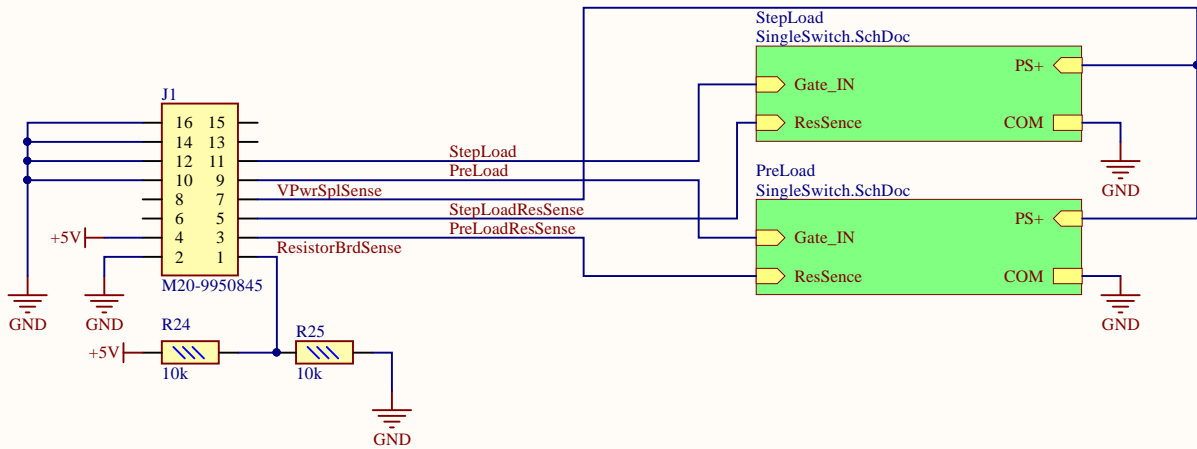 StepLoad
SingleSwitch.SchDoc
PS+
Gate_IN
ResSence
COM
GND
J1
16 15
14 13
12 11
10 9
8 7
6 5
4 3
2 1
M20-9950845
StepLoad
PreLoad
VPwrSplSense
StepLoadResSense
PreLoadResSense
ResistorBrdSense
+5V
GND
GND
PreLoad
SingleSwitch.SchDoc
PS+
Gate_IN
ResSence
COM
GND
R24
+5V
10k
R25
10k
GND